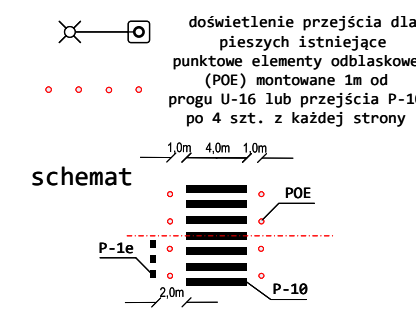 doświetlenie przejścia dla
pieszych istniejące
punktowe elementy odblaskowe
(POE) montowane 1m od
progu U-16 lub przejścia P-10
po 4 szt. z każdej strony
1,0m 4,0m 1,0m
schemat
POE
P-1e
2,0m
P-10